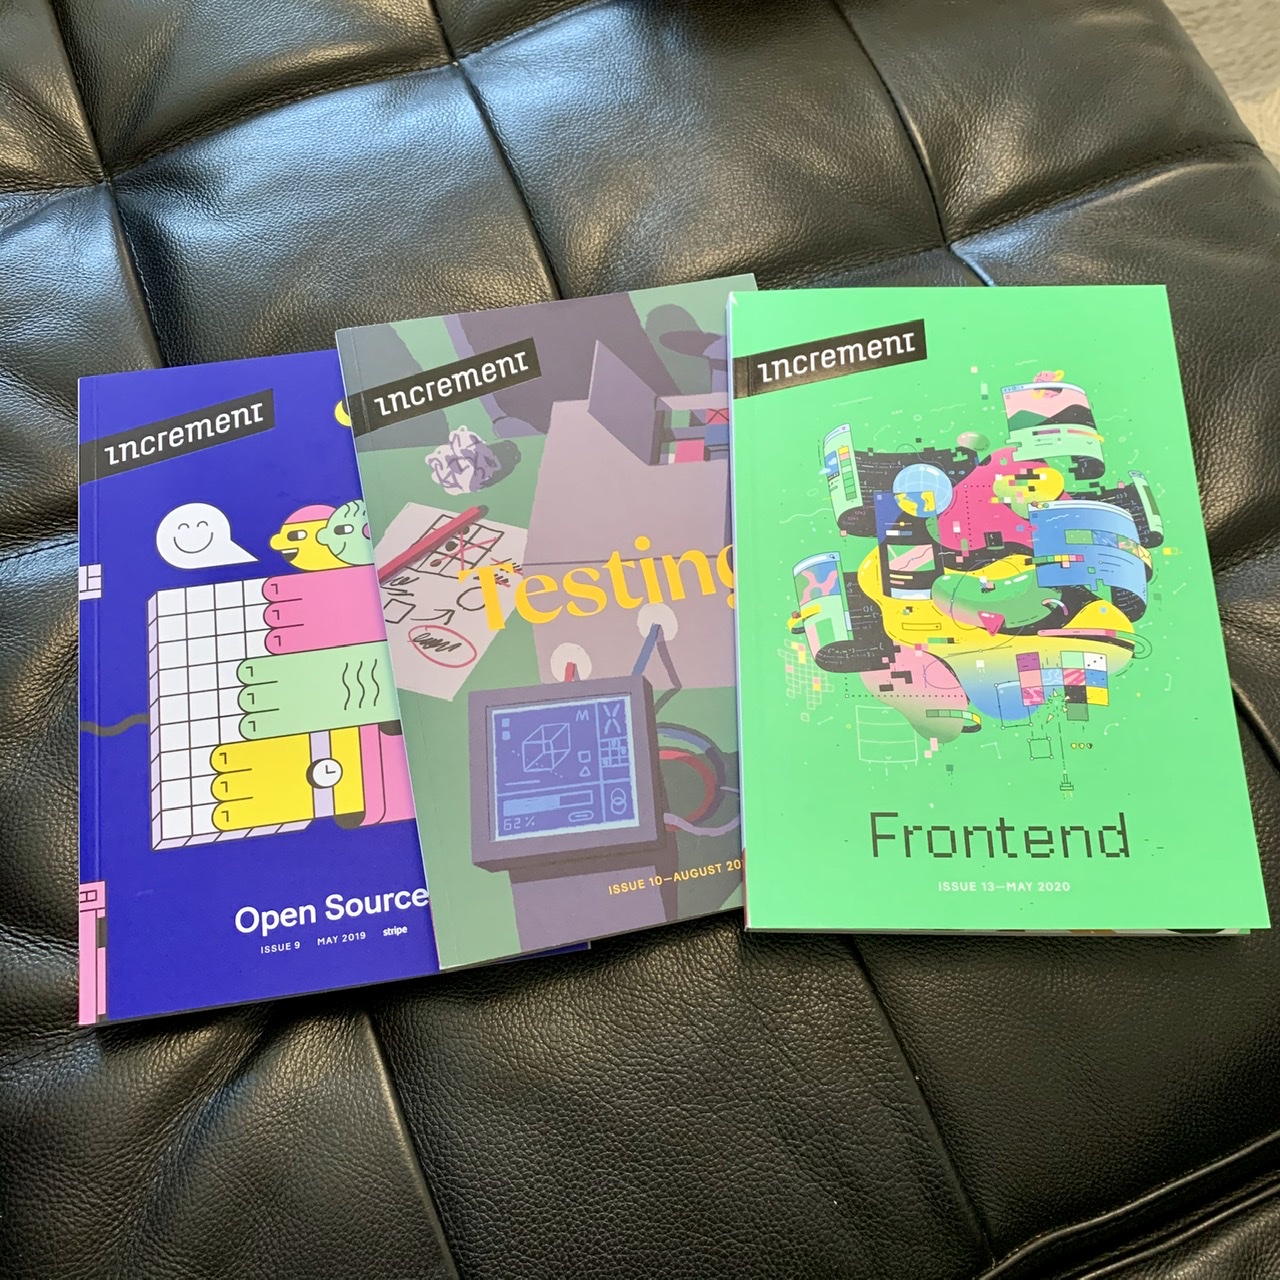 increment
Open Source
ISSUE 9 MAY 2019 stripe
increment
Testing
M
62%
ISSUE 10—AUGUST 20
increment
Frontend
ISSUE 13—MAY 2020